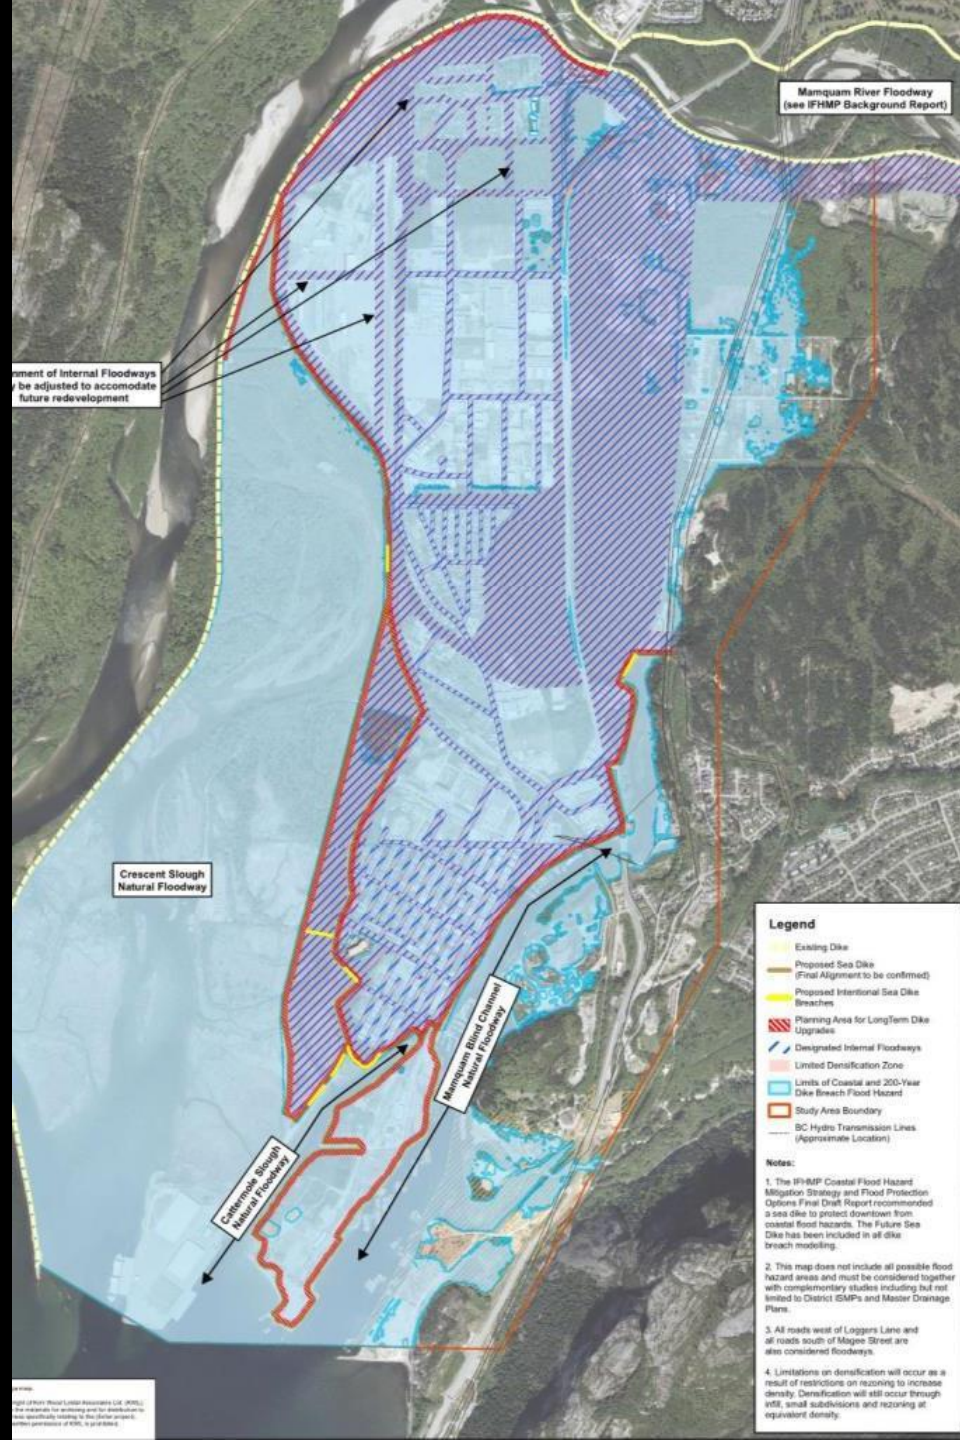 Mamquam River Floodway
(see IFHMP Background Report)
nment of Internal Floodways
y be adjusted to accomodate
future redevelopment
Crescent Slough
Natural Floodway
Mamquam Blind Channel
Natural Floodway
Cattermole Slough
Natural Floodway
Legend
Existing Dike
Proposed Sea Dike
(Final Alignment to be confirmed)
Proposed Intentional Sea Dike
Breaches
Planning Area for LongTerm Dike
Upgrades
Designated Internal Floodways
Limited Densification Zone
Limits of Coastal and 200-Year
Dike Breach Flood Hazard
Study Area Boundary
BC Hydro Transmission Lines
(Approximate Location)
Notes:
1. The IFHMP Coastal Flood Hazard
Mitigation Strategy and Flood Protection
Options Final Draft Report recommended
a sea dike to protect downtown from
coastal flood hazards. The Future Sea
Dike has been included in all dike
breach modelling.
2. This map does not include all possible flood
hazard areas and must be considered together
with complementary studies including but not
limited to District ISMPs and Master Drainage
Plans.
3. All roads west of Loggers Lane and
all roads south of Magee Street are
also considered floodways.
4. Limitations on densification will occur as a
result of restrictions on rezoning to increase
density. Densification will still occur through
infill, small subdivisions and rezoning at
equivalent density.